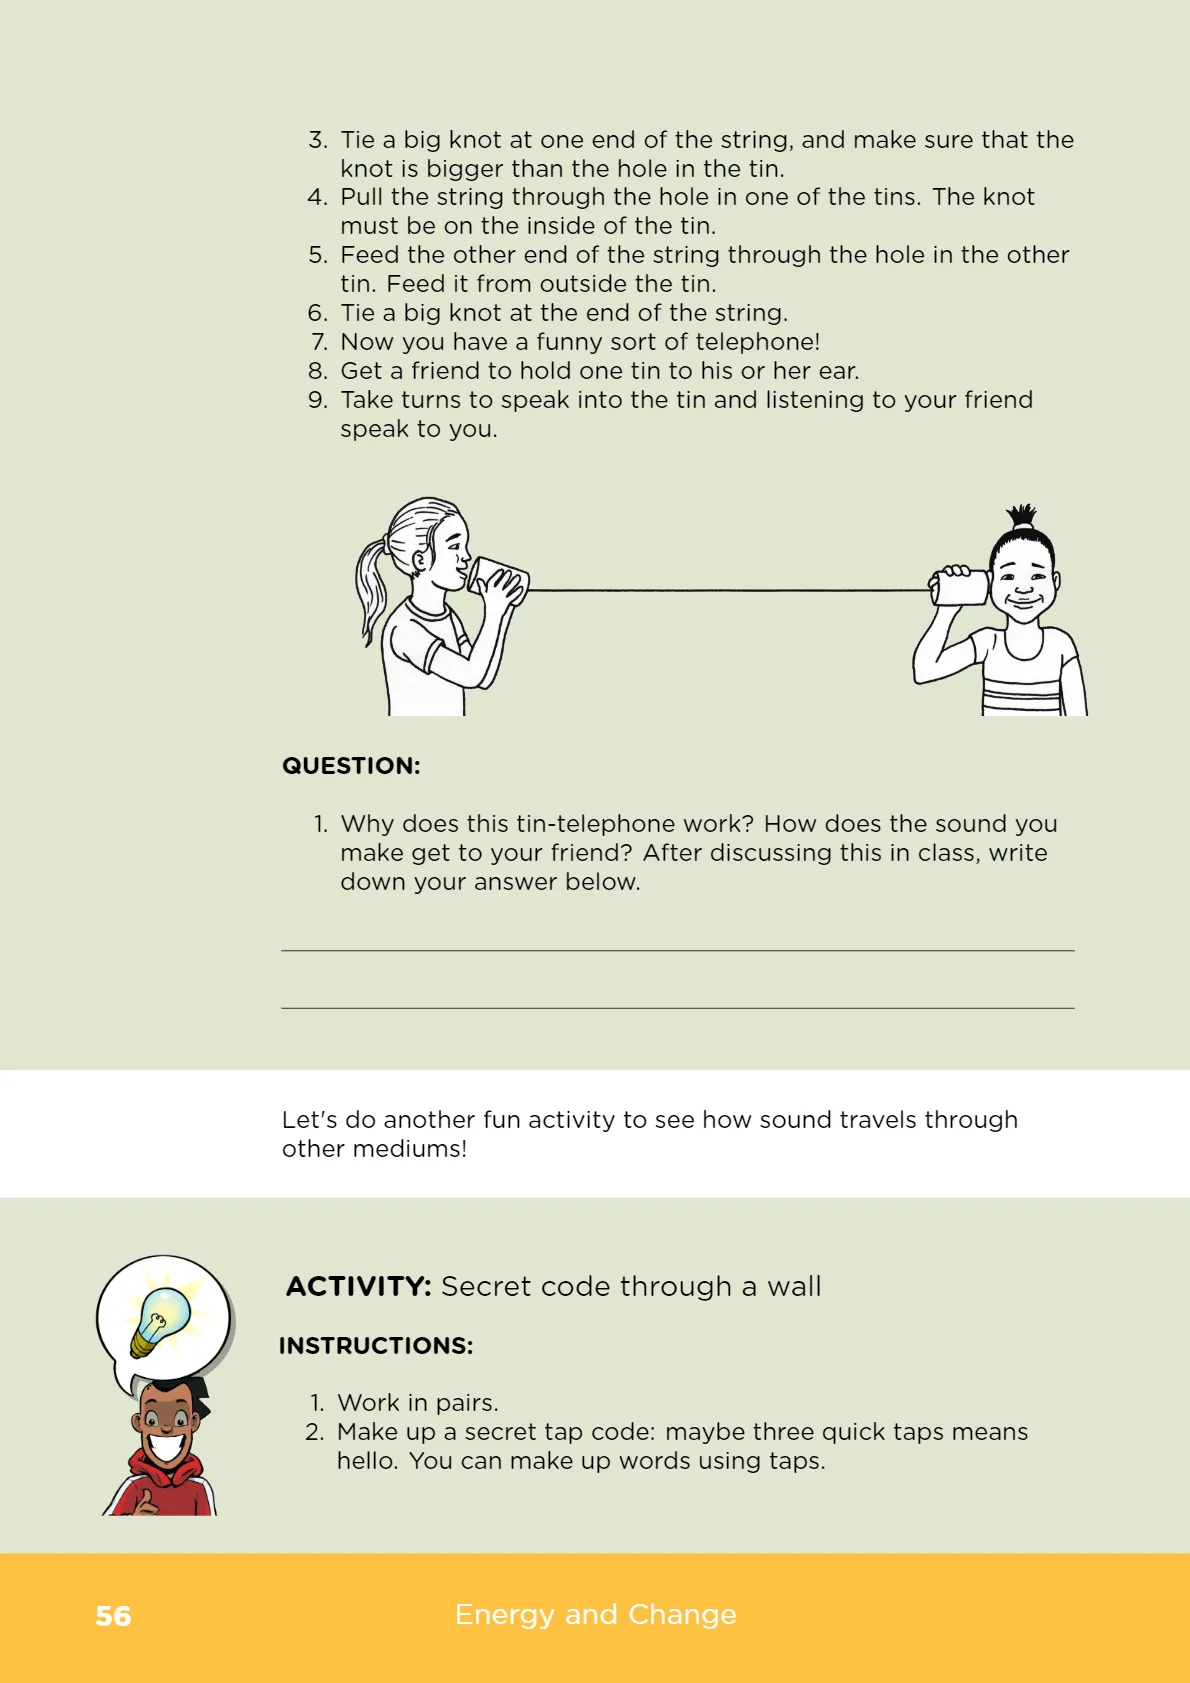 3. Tie a big knot at one end of the string, and make sure that the
knot is bigger than the hole in the tin.
4. Pull the string through the hole in one of the tins. The knot
must be on the inside of the tin.
5. Feed the other end of the string through the hole in the other
tin. Feed it from outside the tin.
6. Tie a big knot at the end of the string.
7. Now you have a funny sort of telephone!
8. Get a friend to hold one tin to his or her ear.
9. Take turns to speak into the tin and listening to your friend
speak to you.
QUESTION:
1. Why does this tin-telephone work? How does the sound you
make get to your friend? After discussing this in class, write
down your answer below.
Let's do another fun activity to see how sound travels through
other mediums!
ACTIVITY: Secret code through a wall
INSTRUCTIONS:
1. Work in pairs.
2. Make up a secret tap code: maybe three quick taps means
hello. You can make up words using taps.
56 Energy and Change